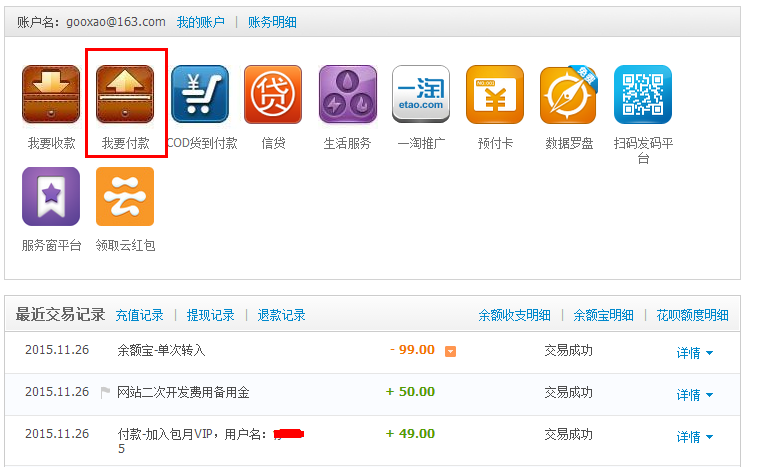 账户名：gooxao@163.com 我的账户 | 账务明细
一淘
etao.com
NO.001
免费
贷
我要收款 我要付款 COD货到付款 信贷 生活服务 一淘推广 预付卡 数据罗盘 扫码发码平
台
云
服务窗平台 领取云红包
最近交易记录 充值记录 | 提现记录 | 退款记录 余额收支明细 | 余额宝明细 | 花呗额度明细
2015.11.26 余额宝-单次转入 - 99.00 交易成功 详情
2015.11.26 网站二次开发费用备用金 + 50.00 交易成功 详情
2015.11.26 付款-加入包月VIP，用户名： + 49.00 交易成功 详情
5